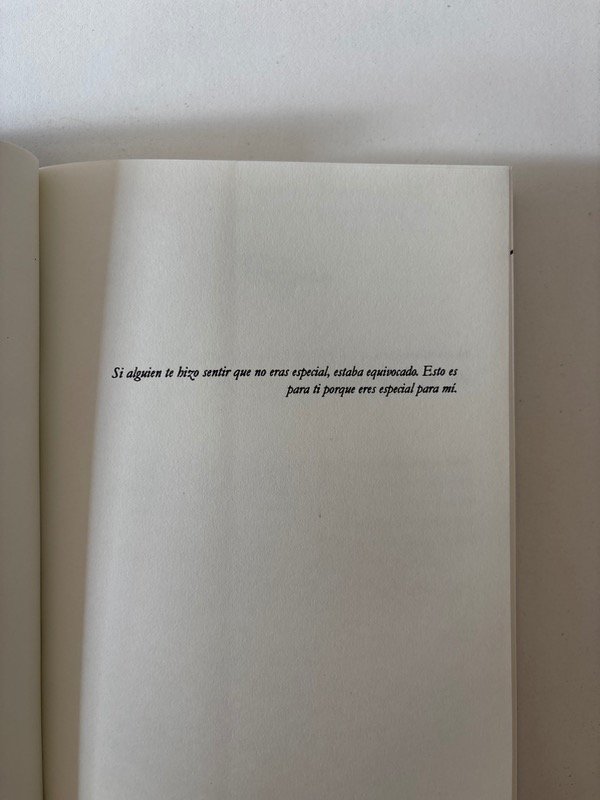 Si alguien te hizo sentir que no eras especial, estaba equivocado. Esto es
para ti porque eres especial para mí.